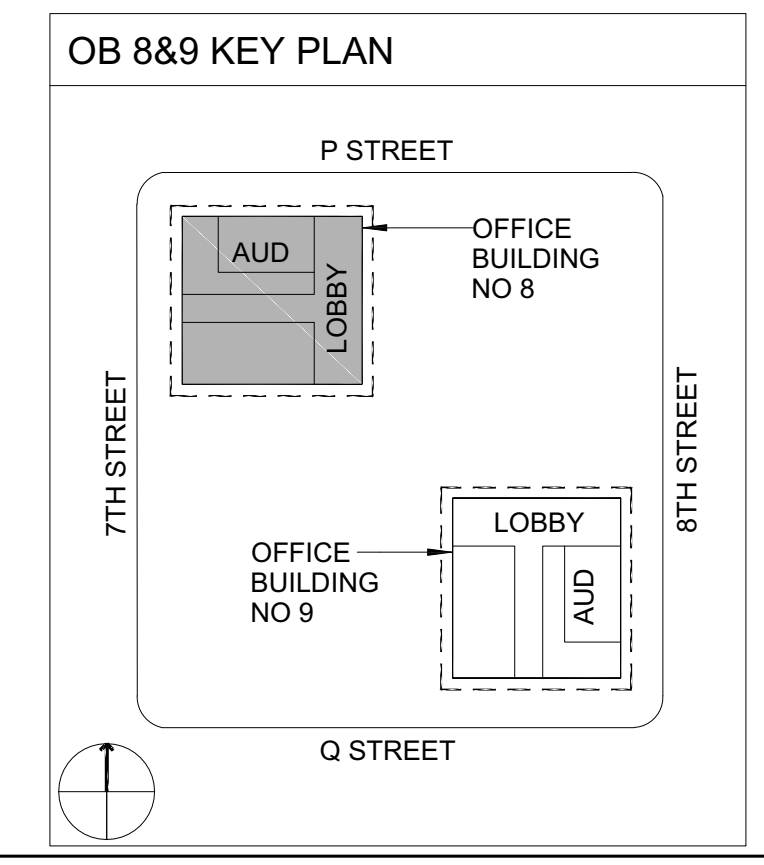 OB 8&9 KEY PLAN
P STREET
AUD
LOBBY
OFFICE
BUILDING
NO 8
7TH STREET
8TH STREET
LOBBY
AUD
OFFICE
BUILDING
NO 9
Q STREET